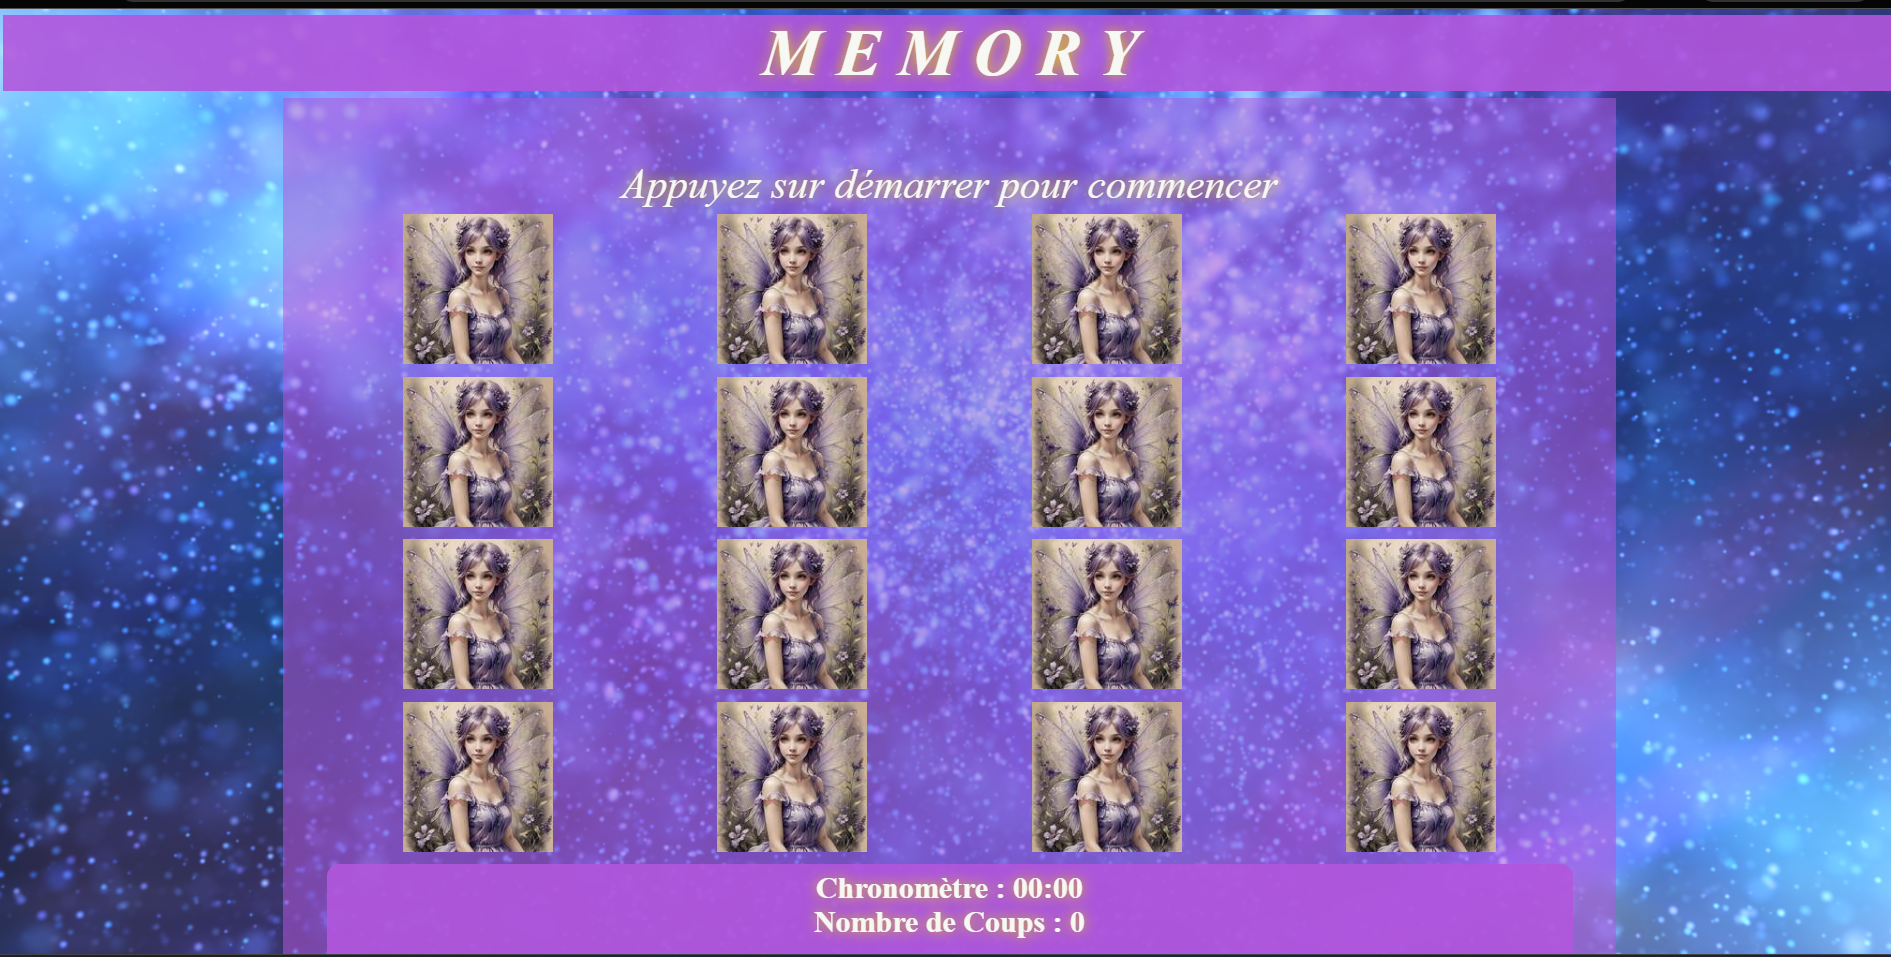 MEMORY
Appuyez sur démarrer pour commencer
Chronomètre : 00:00
Nombre de Coups : 0